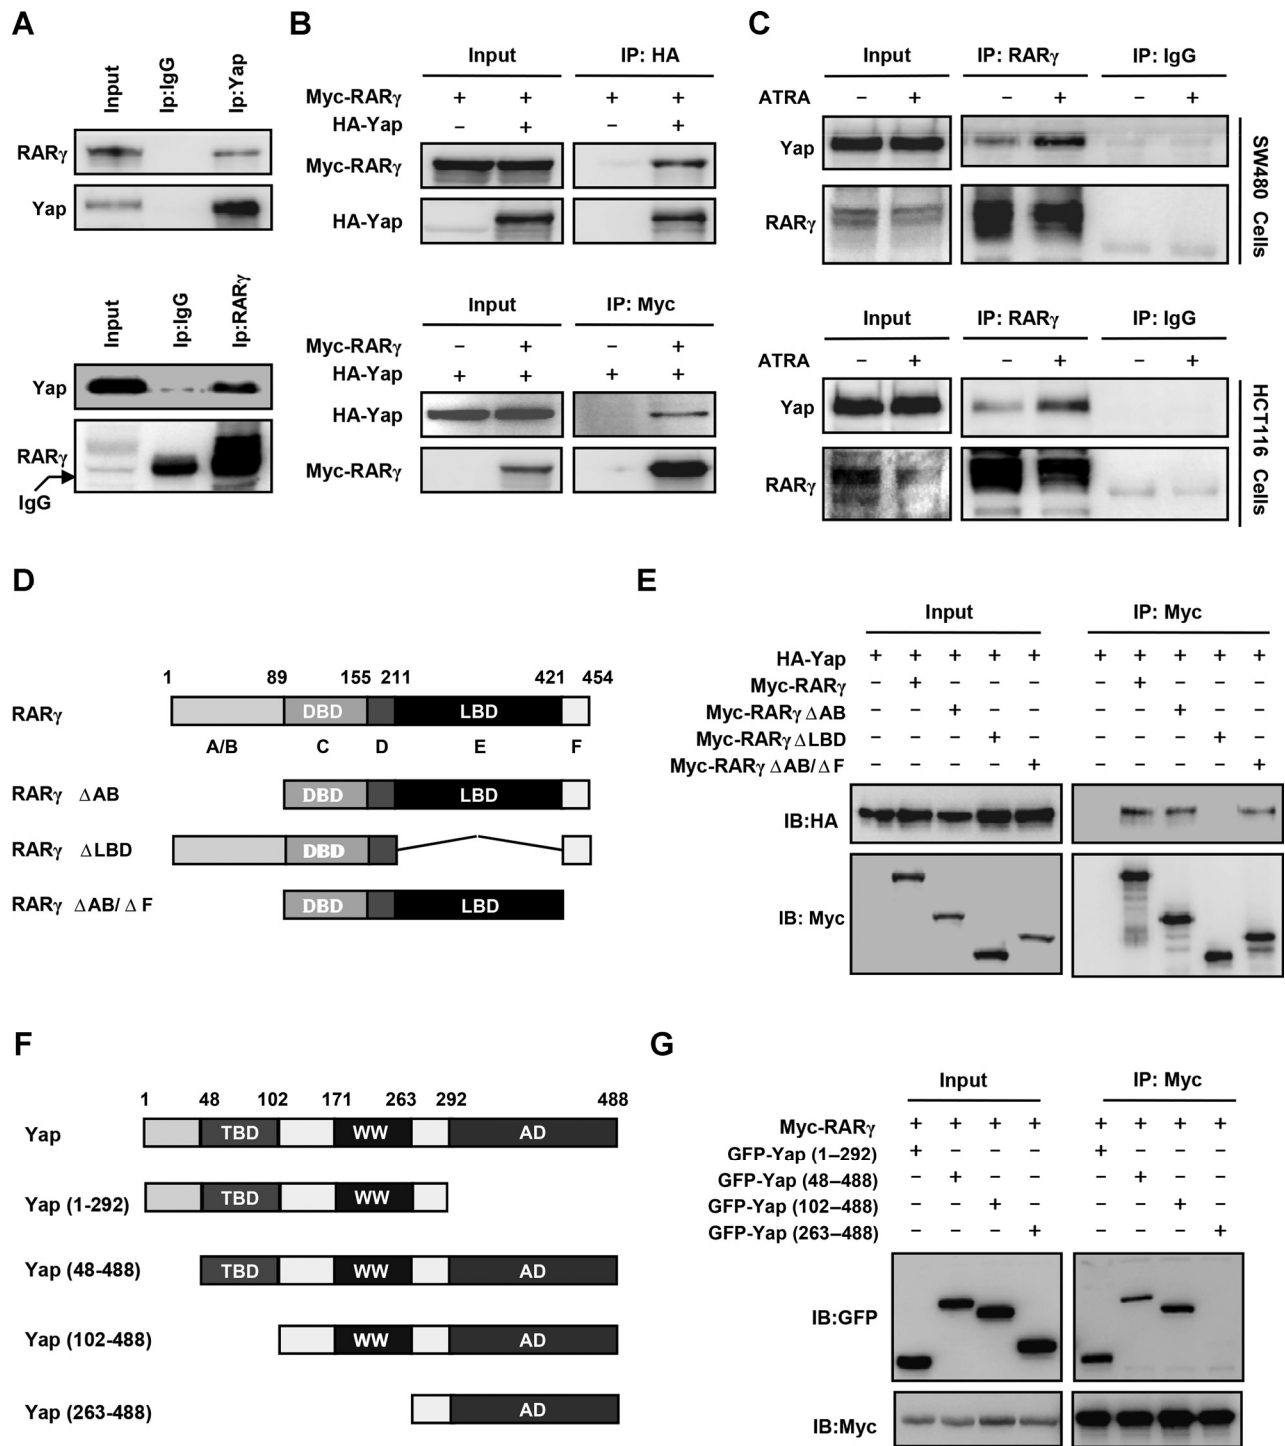 A
Input
Ip:IgG
Ip:Yap
RARγ
Yap
Input
Ip:IgG
Ip:RARγ
Yap
RARγ
IgG
B
Input IP: HA
Myc-RARγ + + + +
HA-Yap − + − +
Myc-RARγ
HA-Yap
Input IP: Myc
Myc-RARγ − + − +
HA-Yap + + + +
HA-Yap
Myc-RARγ
C
Input IP: RARγ IP: IgG
ATRA − + − + − +
Yap
RARγ
SW480 Cells
Input IP: RARγ IP: IgG
ATRA − + − + − +
Yap
RARγ
HCT116 Cells
D
1 89 155 211 421 454
RARγ DBD LBD
A/B C D E F
RARγ ΔAB DBD LBD
RARγ ΔLBD DBD
RARγ ΔAB/ Δ F DBD LBD
E
Input IP: Myc
HA-Yap + + + + + + + + + +
Myc-RARγ − + − − − − + − − −
Myc-RARγ ΔAB − − + − − − − + − −
Myc-RARγ ΔLBD − − − + − − − − + −
Myc-RARγ ΔAB/ Δ F − − − − + − − − − +
IB:HA
IB: Myc
F
1 48 102 171 263 292 488
Yap TBD WW AD
Yap (1-292) TBD WW
Yap (48-488) TBD WW AD
Yap (102-488) WW AD
Yap (263-488) AD
G
Input IP: Myc
Myc-RARγ + + + + + + + +
GFP-Yap (1–292) + − − − + − − −
GFP-Yap (48–488) − + − − − + − −
GFP-Yap (102–488) − − + − − − + −
GFP-Yap (263–488) − − − + − − − +
IB:GFP
IB:Myc